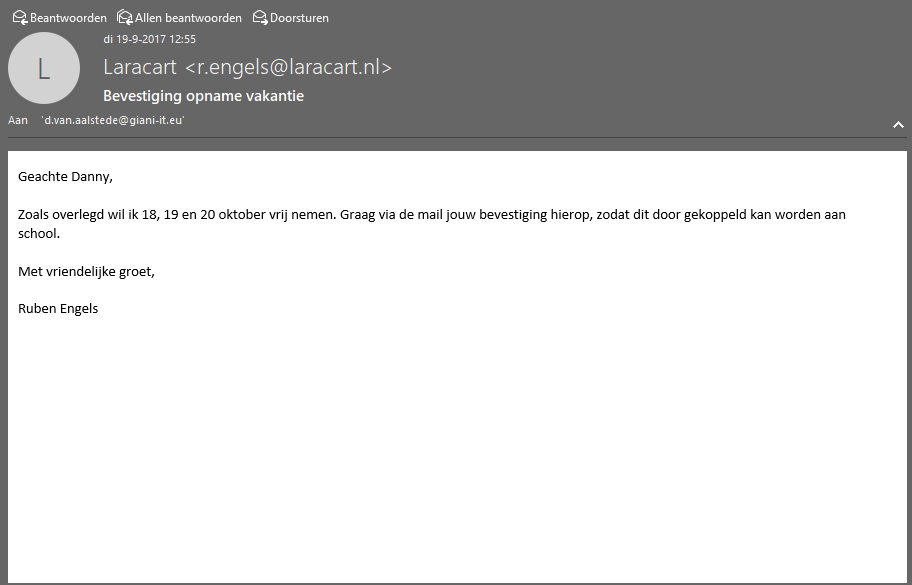 Beantwoorden Allen beantwoorden Doorsturen
di 19-9-2017 12:55
L
Laracart <r.engels@laracart.nl>
Bevestiging opname vakantie
Aan 'd.van.aalstede@giani-it.eu'
Geachte Danny,
Zoals overlegd wil ik 18, 19 en 20 oktober vrij nemen. Graag via de mail jouw bevestiging hierop, zodat dit door gekoppeld kan worden aan
school.
Met vriendelijke groet,
Ruben Engels